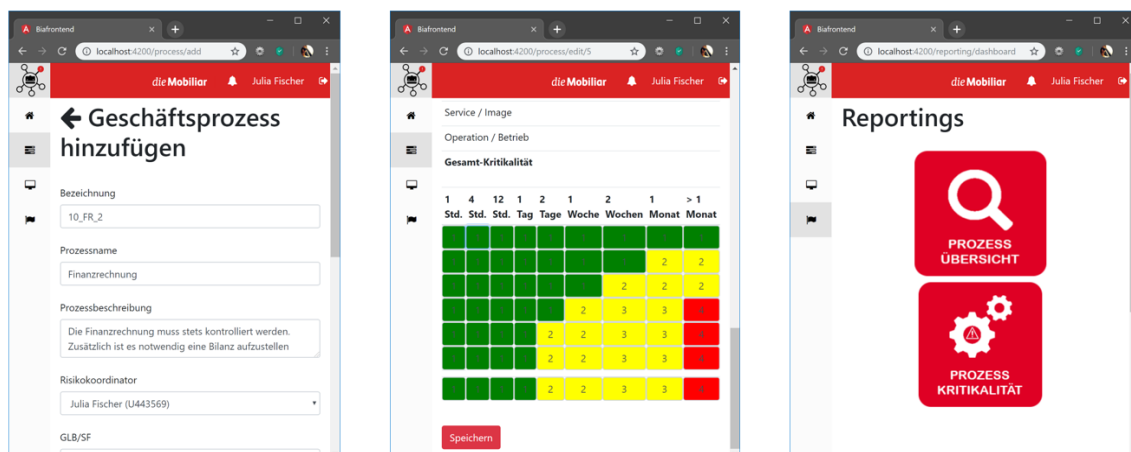 Biafrontend
localhost:4200/process/add
die Mobiliar Julia Fischer
Geschäftsprozess
hinzufügen
Bezeichnung
10_FR_2
Prozessname
Finanzrechnung
Prozessbeschreibung
Die Finanzrechnung muss stets kontrolliert werden.
Zusätzlich ist es notwendig eine Bilanz aufzustellen
Risikokoordinator
Julia Fischer (U443569)
GLB/SF
Biafrontend
localhost:4200/process/edit/5
die Mobiliar Julia Fischer
Service / Image
Operation / Betrieb
Gesamt-Kritikalität
1 4 12 1 2 1 2 1 > 1
Std. Std. Std. Tag Tage Woche Wochen Monat Monat
2 2
2 2 2
2 3 3
2 2 3 3
2 2 3 3
2 2 3 3
Speichern
Biafrontend
localhost:4200/reporting/dashboard
die Mobiliar Julia Fischer
Reportings
PROZESS
ÜBERSICHT
PROZESS
KRITIKALITÄT